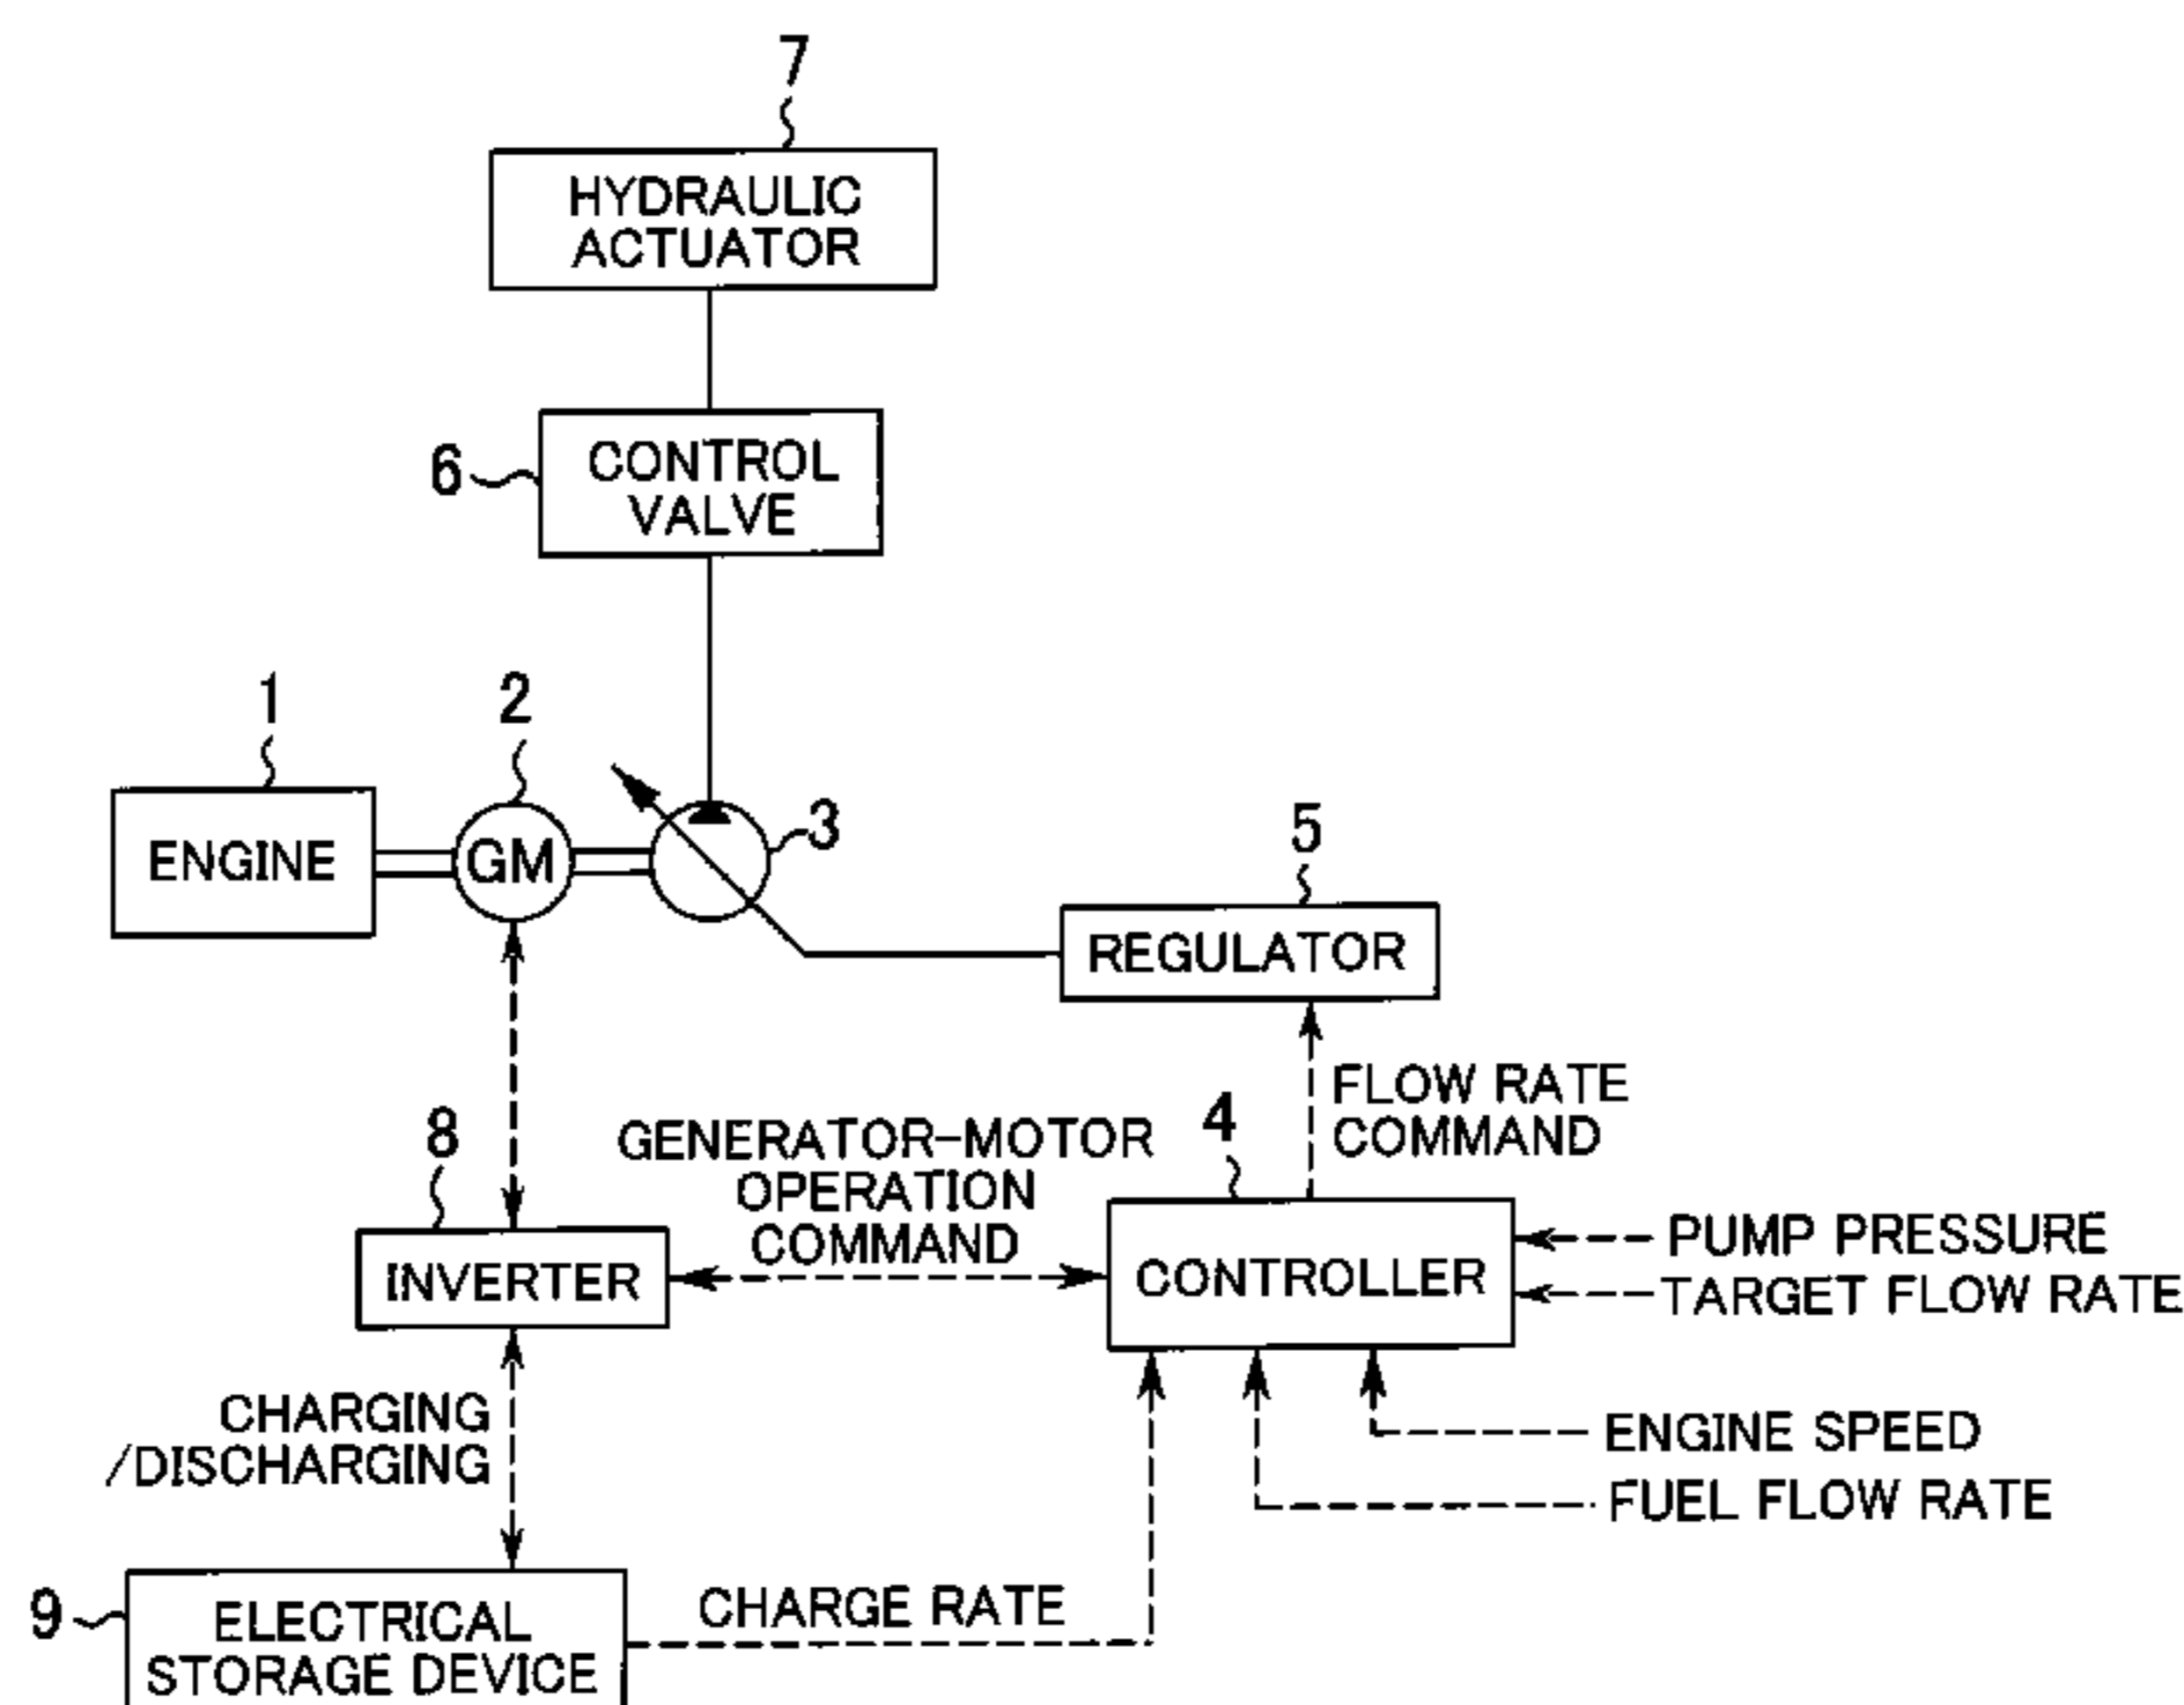 7
HYDRAULIC
ACTUATOR
6
CONTROL
VALVE
1
2
ENGINE
GM
3
5
REGULATOR
FLOW RATE
COMMAND
8
GENERATOR-MOTOR
OPERATION
COMMAND
4
INVERTER
CONTROLLER
PUMP PRESSURE
TARGET FLOW RATE
CHARGING
/DISCHARGING
ENGINE SPEED
FUEL FLOW RATE
9
ELECTRICAL
STORAGE DEVICE
CHARGE RATE